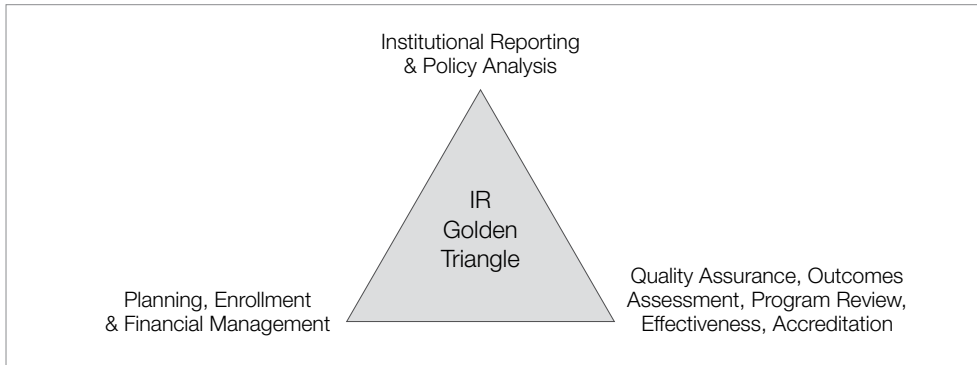 Institutional Reporting
& Policy Analysis
IR
Golden
Triangle
Planning, Enrollment
& Financial Management
Quality Assurance, Outcomes
Assessment, Program Review,
Effectiveness, Accreditation